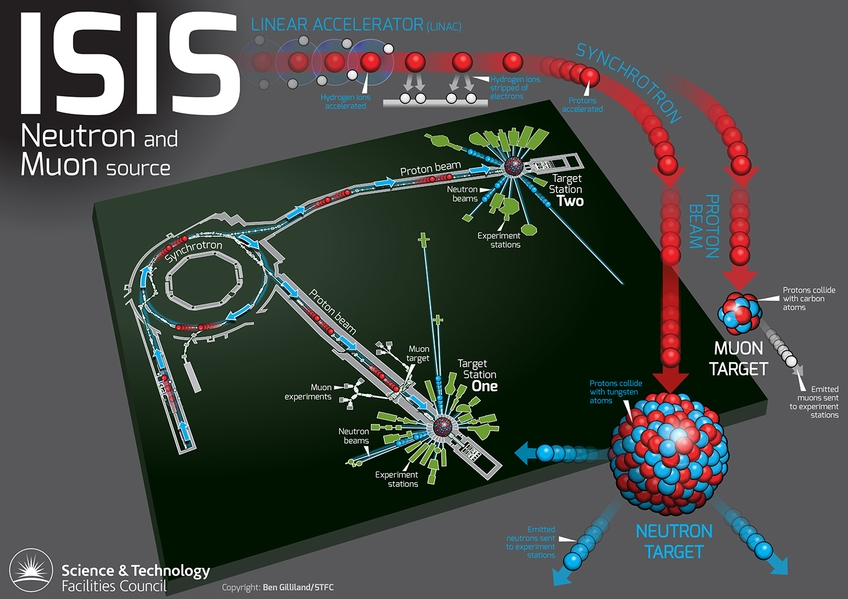 ISIS
Neutron and
Muon source
LINEAR ACCELERATOR (LINAC)
Hydrogen ions
accelerated
Hydrogen ions
stripped of
electrons
SYNCHROTRON
Protons
accelerated
PROTON
BEAM
Protons collide
with carbon
atoms
MUON
TARGET
Emitted
muons sent
to experiment
stations
Protons collide
with tungsten
atoms
NEUTRON
TARGET
Emitted
neutrons sent
to experiment
stations
Synchrotron
Proton beam
Target
Station
Two
Neutron
beams
Experiment
stations
Proton beam
Muon
target
Muon
experiments
Target
Station
One
Neutron
beams
Experiment
stations
Science & Technology
Facilities Council
Copyright: Ben Gilliland/STFC